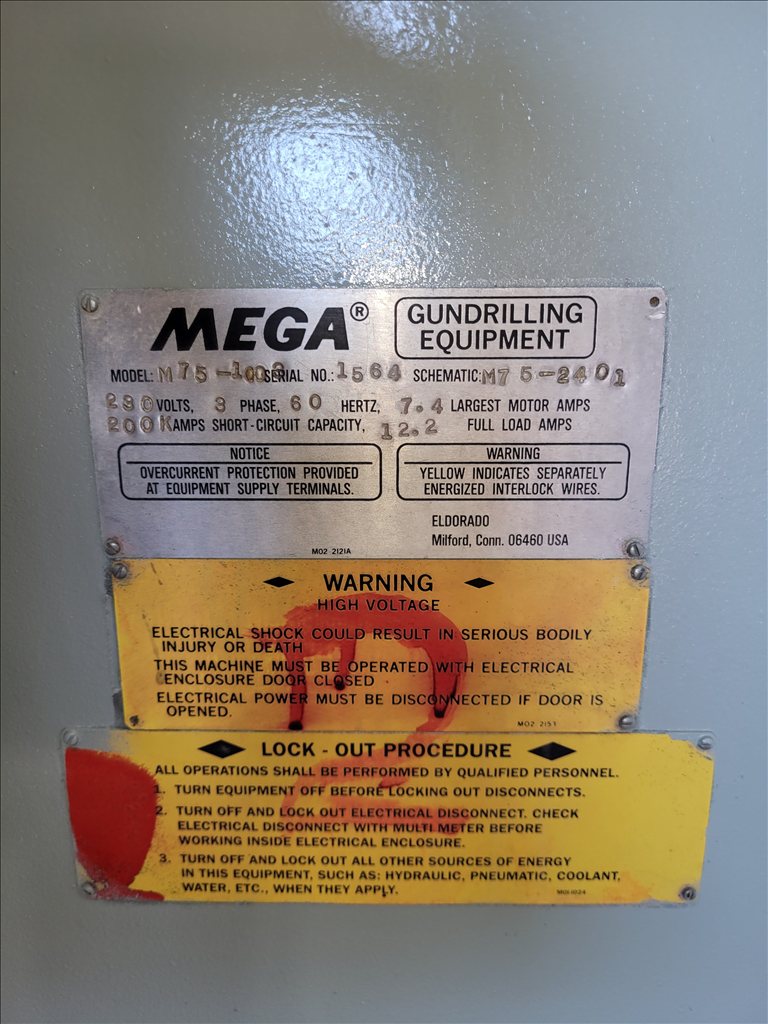 MEGA®
GUNDRILLING
EQUIPMENT
MODEL: M75-1003 SERIAL NO.: 1564 SCHEMATIC: M75-2401
230 VOLTS, 3 PHASE, 60 HERTZ, 7.4 LARGEST MOTOR AMPS
200K AMPS SHORT-CIRCUIT CAPACITY, 12.2 FULL LOAD AMPS
NOTICE
OVERCURRENT PROTECTION PROVIDED
AT EQUIPMENT SUPPLY TERMINALS.
WARNING
YELLOW INDICATES SEPARATELY
ENERGIZED INTERLOCK WIRES.
ELDORADO
Milford, Conn. 06460 USA
M02 2121A
WARNING
HIGH VOLTAGE
ELECTRICAL SHOCK COULD RESULT IN SERIOUS BODILY
INJURY OR DEATH
THIS MACHINE MUST BE OPERATED WITH ELECTRICAL
ENCLOSURE DOOR CLOSED
ELECTRICAL POWER MUST BE DISCONNECTED IF DOOR IS
OPENED.
M02 2153
LOCK - OUT PROCEDURE
ALL OPERATIONS SHALL BE PERFORMED BY QUALIFIED PERSONNEL.
1. TURN EQUIPMENT OFF BEFORE LOCKING OUT DISCONNECTS.
2. TURN OFF AND LOCK OUT ELECTRICAL DISCONNECT. CHECK
ELECTRICAL DISCONNECT WITH MULTI METER BEFORE
WORKING INSIDE ELECTRICAL ENCLOSURE.
3. TURN OFF AND LOCK OUT ALL OTHER SOURCES OF ENERGY
IN THIS EQUIPMENT, SUCH AS: HYDRAULIC, PNEUMATIC, COOLANT,
WATER, ETC., WHEN THEY APPLY.